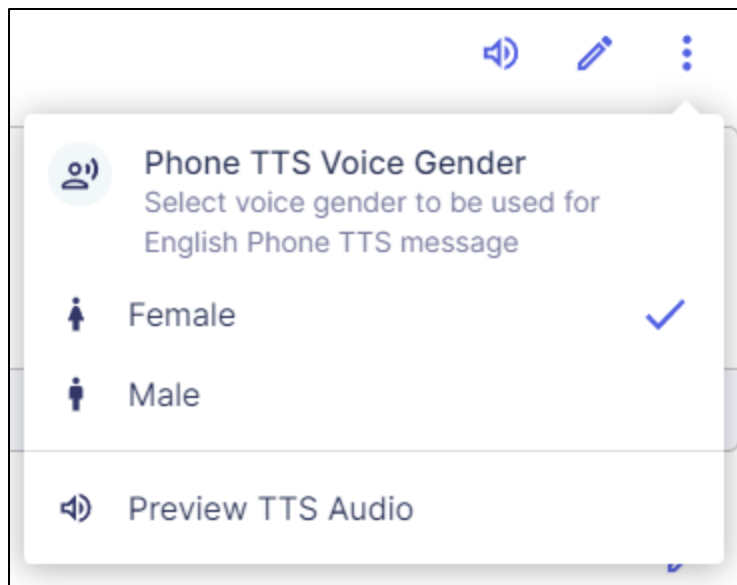 Phone TTS Voice Gender
Select voice gender to be used for
English Phone TTS message
Female
Male
Preview TTS Audio